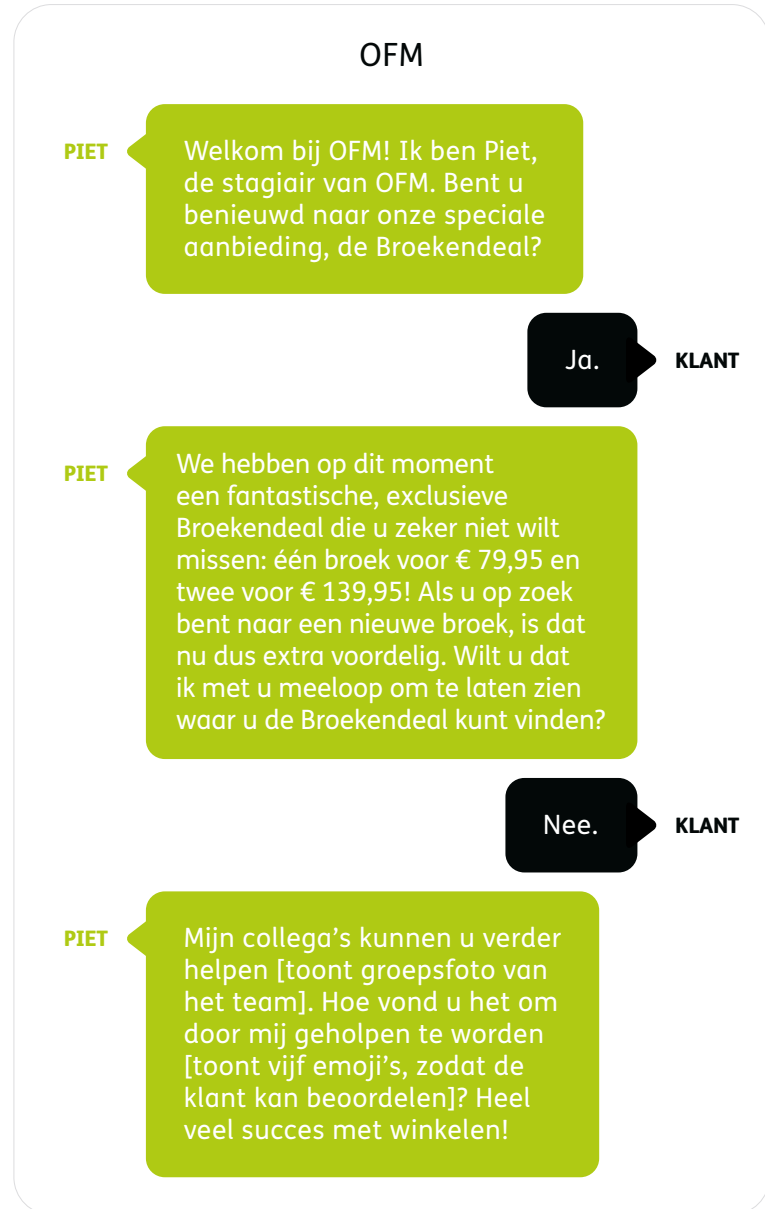 OFM
PIET
Welkom bij OFM! Ik ben Piet,
de stagiair van OFM. Bent u
benieuwd naar onze speciale
aanbieding, de Broekendeal?
Ja.
KLANT
PIET
We hebben op dit moment
een fantastische, exclusieve
Broekendeal die u zeker niet wilt
missen: één broek voor € 79,95 en
twee voor € 139,95! Als u op zoek
bent naar een nieuwe broek, is dat
nu dus extra voordelig. Wilt u dat
ik met u meeloop om te laten zien
waar u de Broekendeal kunt vinden?
Nee.
KLANT
PIET
Mijn collega’s kunnen u verder
helpen [toont groepsfoto van
het team]. Hoe vond u het om
door mij geholpen te worden
[toont vijf emoji’s, zodat de
klant kan beoordelen]? Heel
veel succes met winkelen!